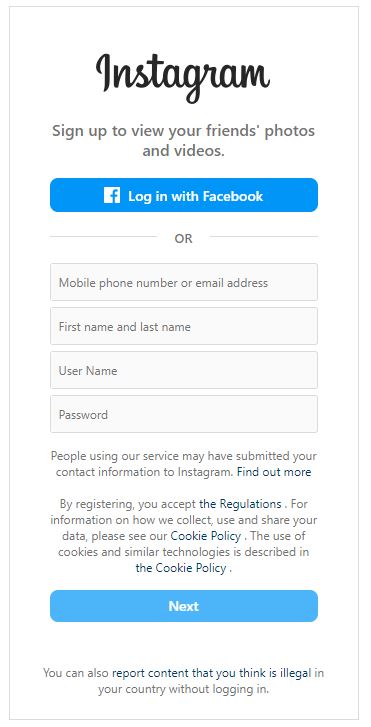 Instagram
Sign up to view your friends' photos
and videos.
Log in with Facebook
OR
Mobile phone number or email address
First name and last name
User Name
Password
People using our service may have submitted your
contact information to Instagram. Find out more
By registering, you accept the Regulations . For
information on how we collect, use and share your
data, please see our Cookie Policy . The use of
cookies and similar technologies is described in
the Cookie Policy .
Next
You can also report content that you think is illegal in
your country without logging in.